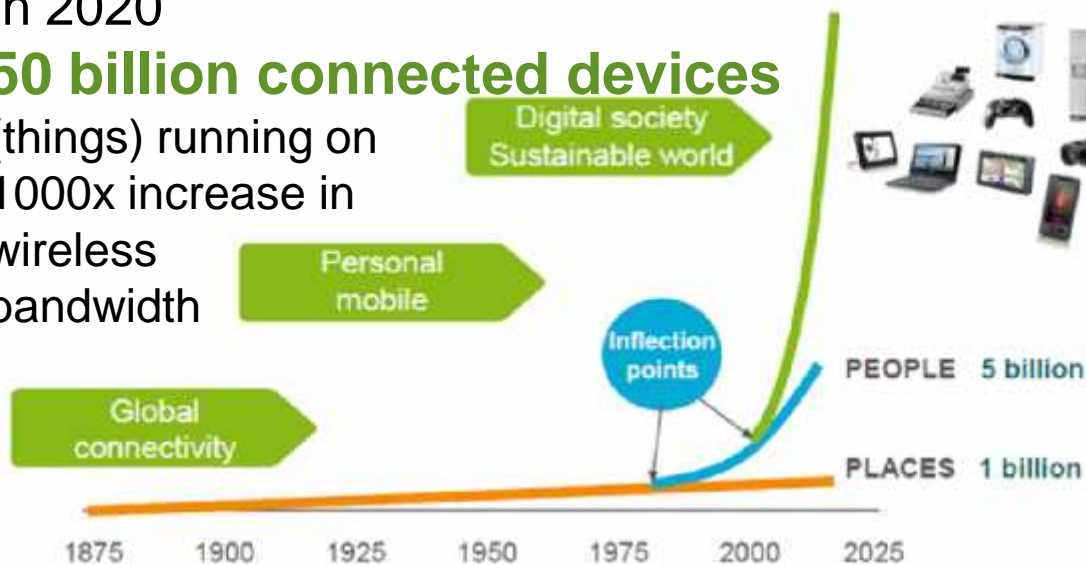 in 2020
50 billion connected devices
(things) running on
1000x increase in
wireless
bandwidth
Digital society
Sustainable world
Personal
mobile
Global
connectivity
Inflection
points
PEOPLE 5 billion
PLACES 1 billion
1875 1900 1925 1950 1975 2000 2025